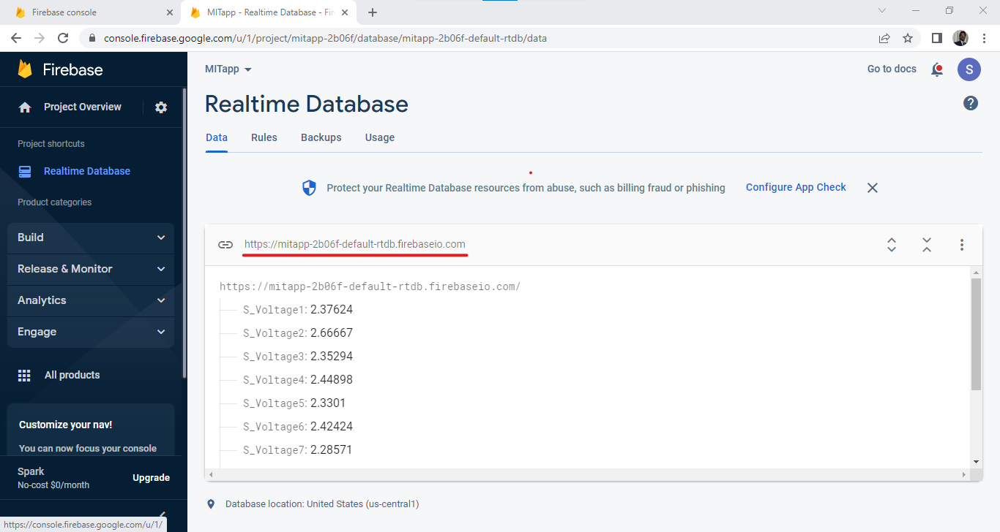 Firebase console
MITapp - Realtime Database - Fir
console.firebase.google.com/u/1/project/mitapp-2b06f/database/mitapp-2b06f-default-rtdb/data
Firebase
MITapp
Go to docs
S
Project Overview
Realtime Database
Data Rules Backups Usage
Project shortcuts
Realtime Database
Product categories
Protect your Realtime Database resources from abuse, such as billing fraud or phishing
Configure App Check
Build
Release & Monitor
Analytics
Engage
All products
Customize your nav!
You can now focus your console
Spark
No-cost $0/month
Upgrade
https://mitapp-2b06f-default-rtdb.firebaseio.com
https://mitapp-2b06f-default-rtdb.firebaseio.com/
S_Voltage1: 2.37624
S_Voltage2: 2.66667
S_Voltage3: 2.35294
S_Voltage4: 2.44898
S_Voltage5: 2.3301
S_Voltage6: 2.42424
S_Voltage7: 2.28571
Database location: United States (us-central1)
https://console.firebase.google.com/u/1/